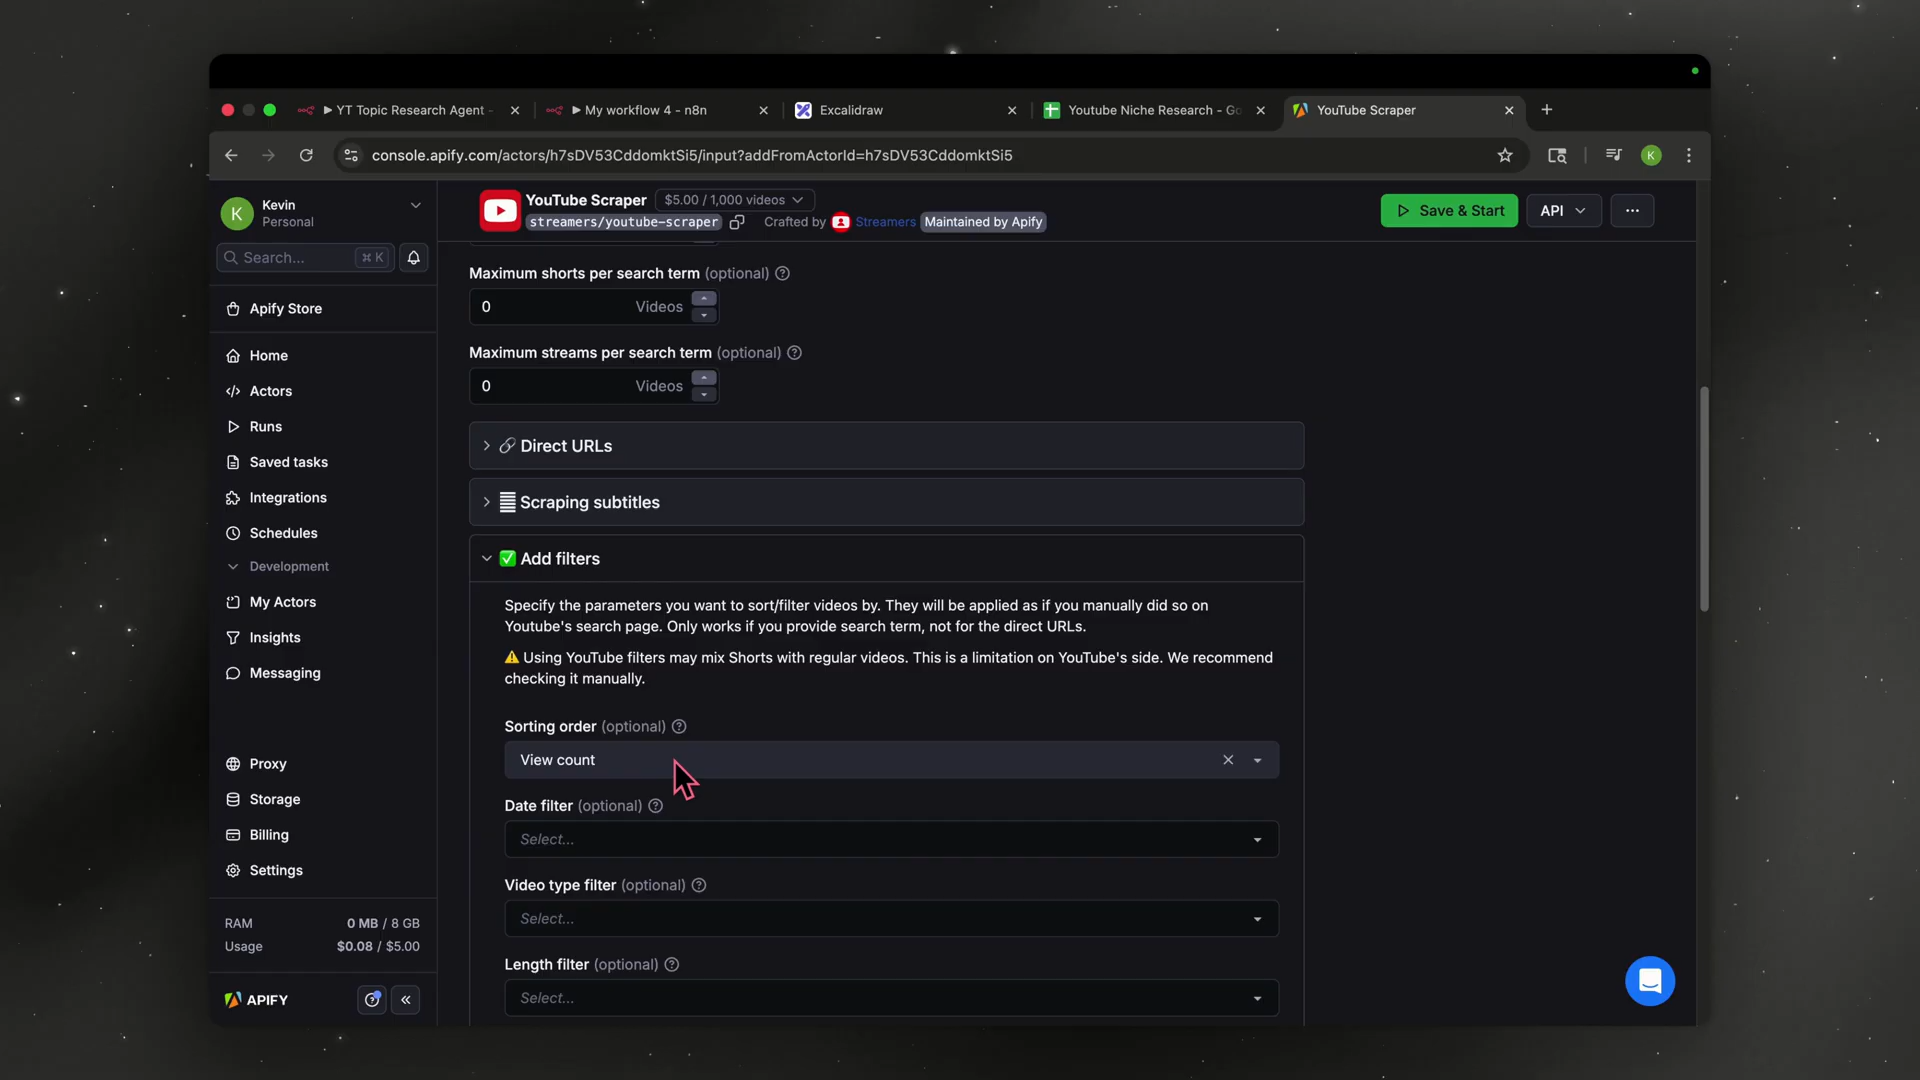 YT Topic Research Agent -
My workflow 4 - n8n
Excalidraw
Youtube Niche Research - Go
YouTube Scraper
console.apify.com/actors/h7sDV53CddomktSi5/input?addFromActorId=h7sDV53CddomktSi5
K
K
Kevin
Personal
Search...
⌘ K
Apify Store
Home
Actors
Runs
Saved tasks
Integrations
Schedules
Development
My Actors
Insights
Messaging
Proxy
Storage
Billing
Settings
RAM 0 MB / 8 GB
Usage $0.08 / $5.00
APIFY
YouTube Scraper
$5.00 / 1,000 videos
streamers/youtube-scraper
Crafted by Streamers
Maintained by Apify
Save & Start
API
Maximum shorts per search term (optional)
0 Videos
Maximum streams per search term (optional)
0 Videos
Direct URLs
Scraping subtitles
Add filters
Specify the parameters you want to sort/filter videos by. They will be applied as if you manually did so on
Youtube's search page. Only works if you provide search term, not for the direct URLs.
⚠️ Using YouTube filters may mix Shorts with regular videos. This is a limitation on YouTube's side. We recommend
checking it manually.
Sorting order (optional)
View count
Date filter (optional)
Select...
Video type filter (optional)
Select...
Length filter (optional)
Select...